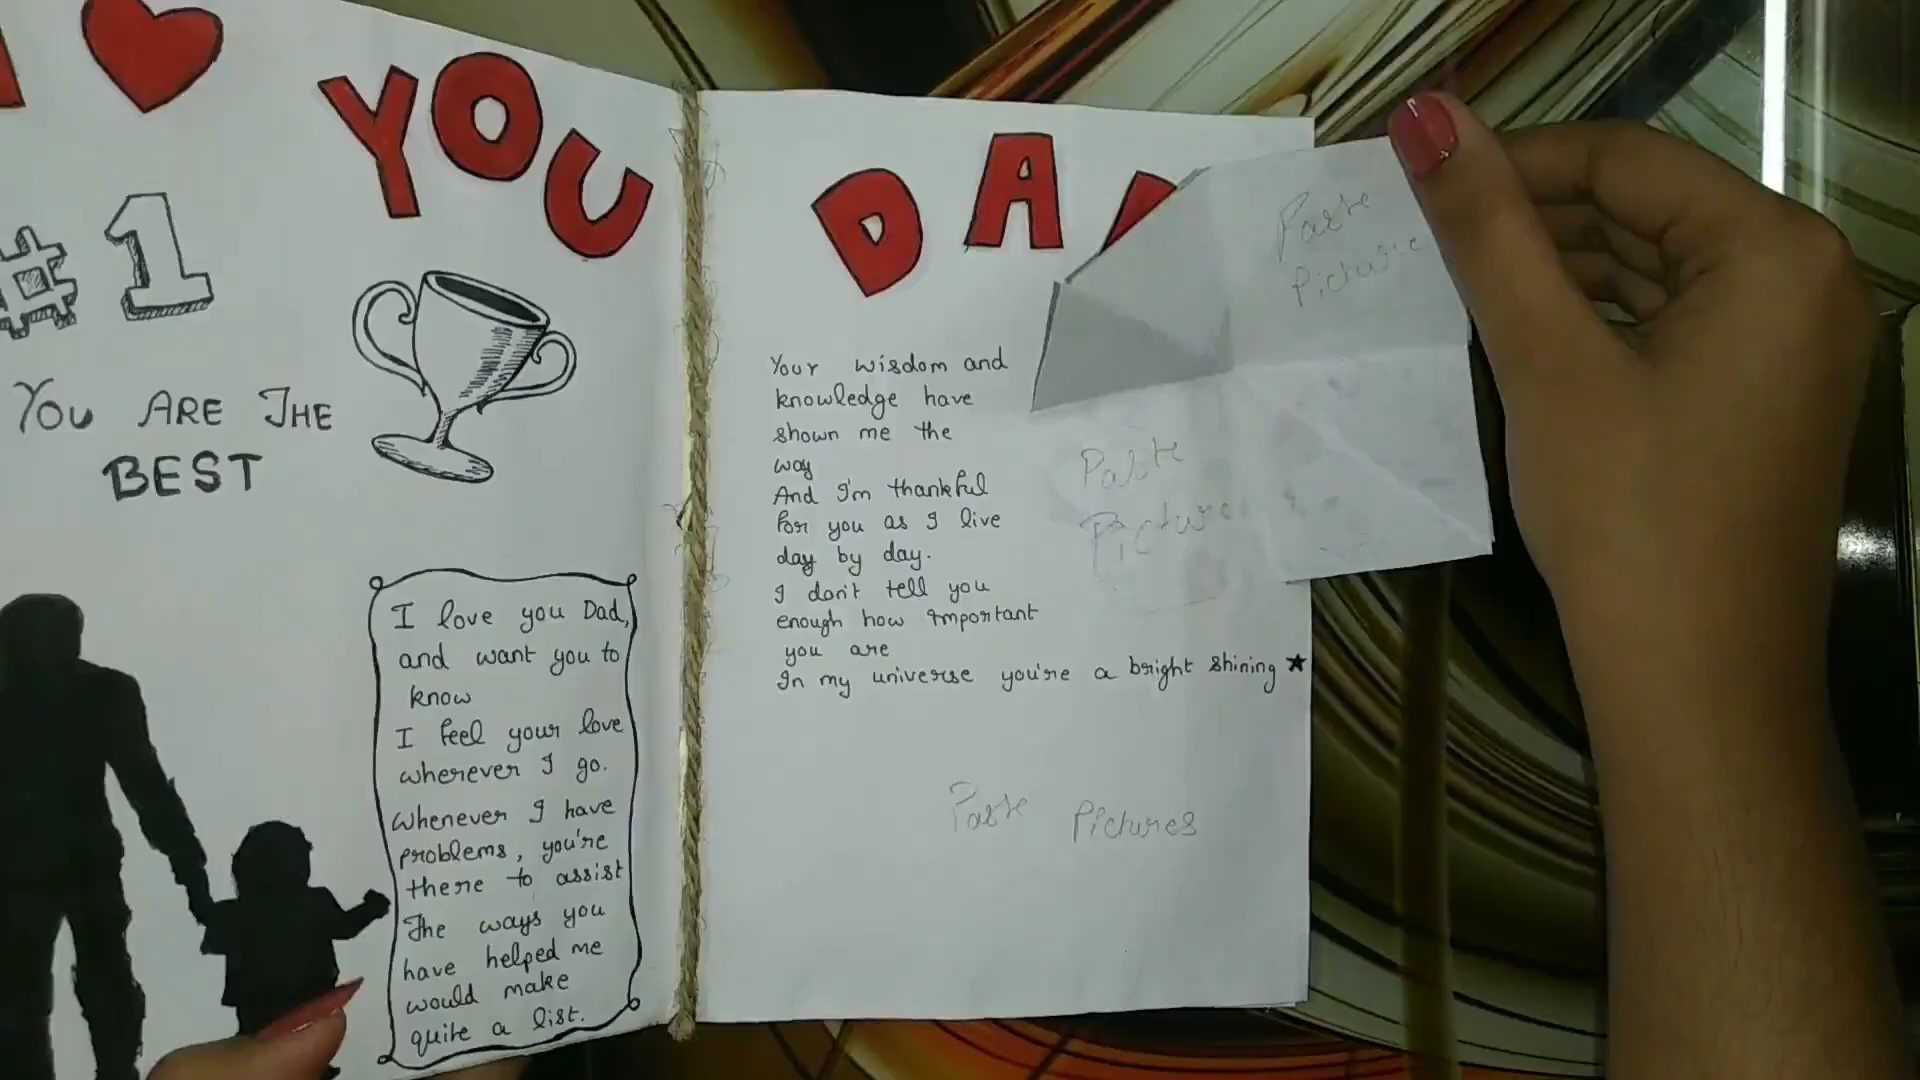 YOU
#1
YOU ARE THE
BEST
I love you Dad,
and want you to
know
I feel your love
wherever I go.
Whenever I have
problems, you're
there to assist
The ways you
have helped me
would make
quite a list.
DAD
Your wisdom and
knowledge have
shown me the
way
And I'm thankful
for you as I live
day by day.
I don't tell you
enough how important
you are
In my universe you're a bright shining ★
Paste
Picture
Paste
Picture
Paste Pictures